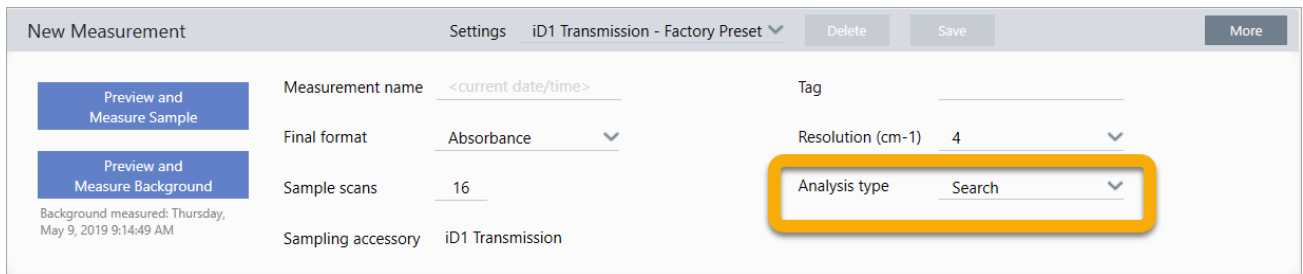 New Measurement
Settings iD1 Transmission - Factory Preset Delete Save More
Preview and
Measure Sample
Measurement name <current date/time> Tag
Final format Absorbance Resolution (cm-1) 4
Preview and
Measure Background
Sample scans 16 Analysis type Search
Background measured: Thursday,
May 9, 2019 9:14:49 AM
Sampling accessory iD1 Transmission